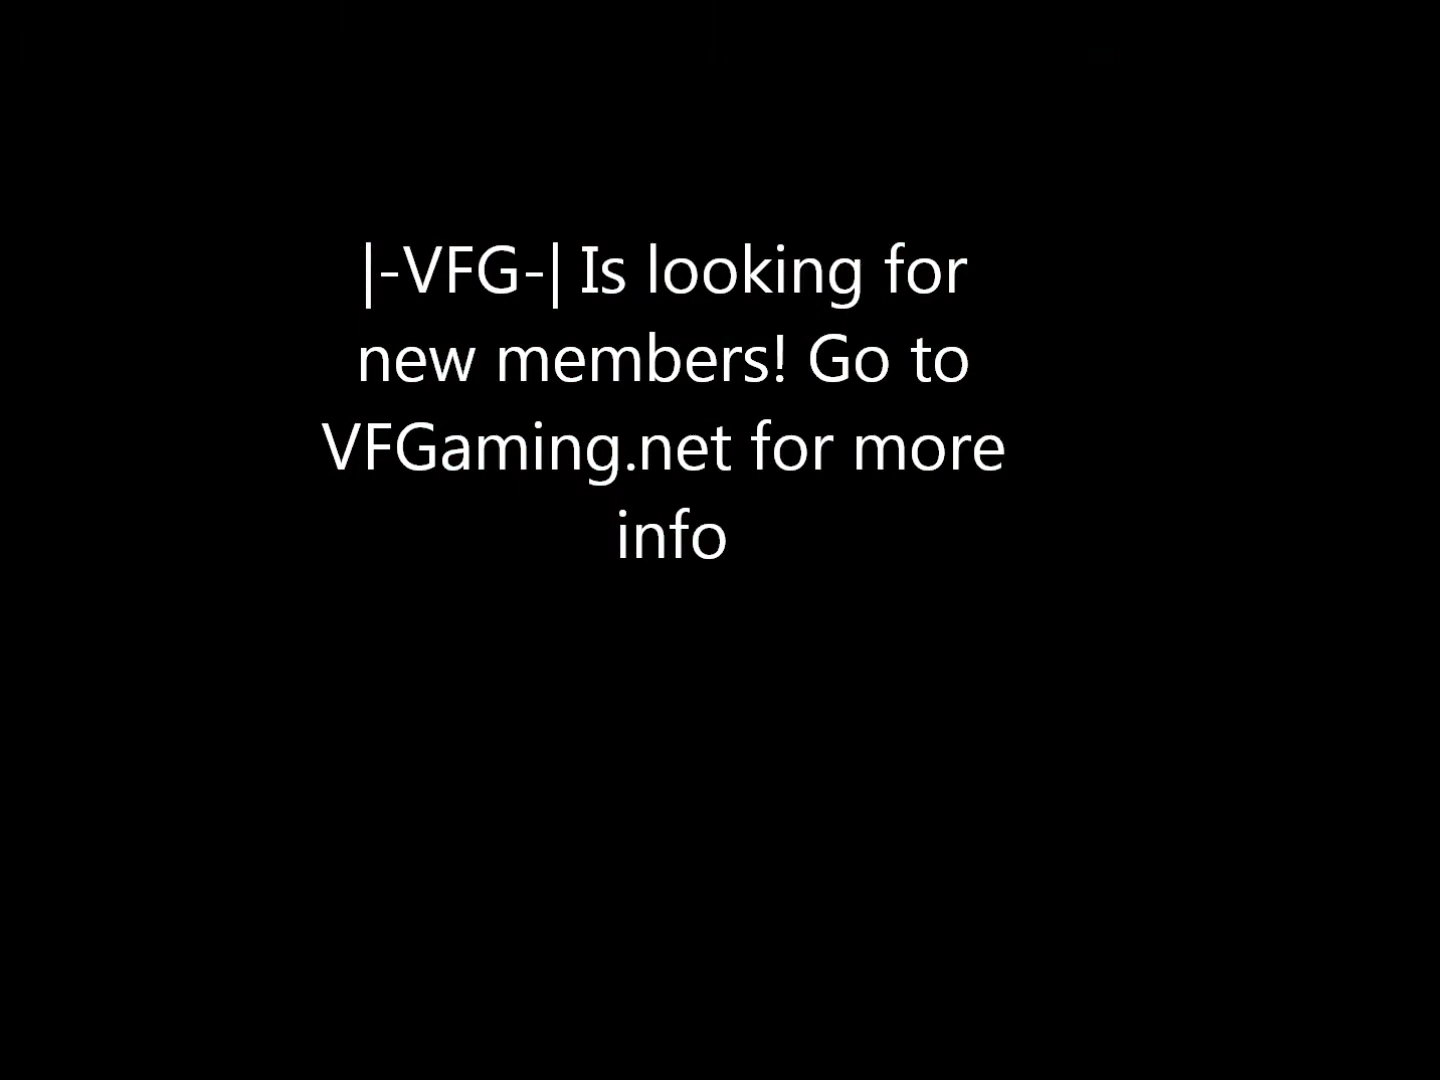 |-VFG-| Is looking for
new members! Go to
VFGaming.net for more
info